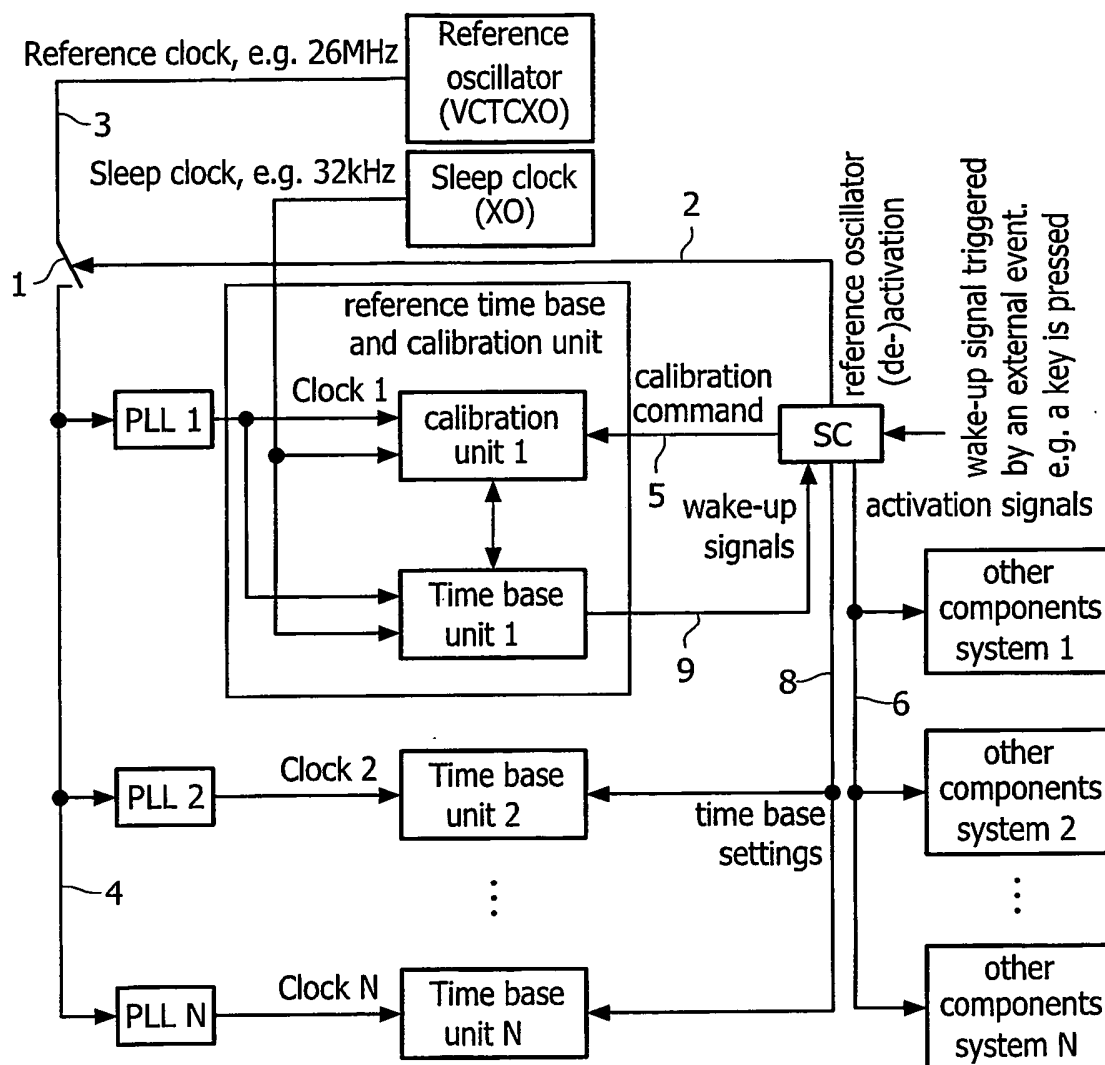 Reference clock, e.g. 26MHz
Reference
oscillator
(VCTCXO)
3
Sleep clock, e.g. 32kHz
Sleep clock
(XO)
2
1
reference oscillator
(de-)activation
wake-up signal triggered
by an external event.
e.g. a key is pressed
reference time base
and calibration unit
Clock 1
calibration
command
PLL 1
calibration
unit 1
SC
5
wake-up
signals
activation signals
Time base
unit 1
9
8
6
other
components
system 1
PLL 2
Clock 2
Time base
unit 2
time base
settings
other
components
system 2
4
PLL N
Clock N
Time base
unit N
other
components
system N